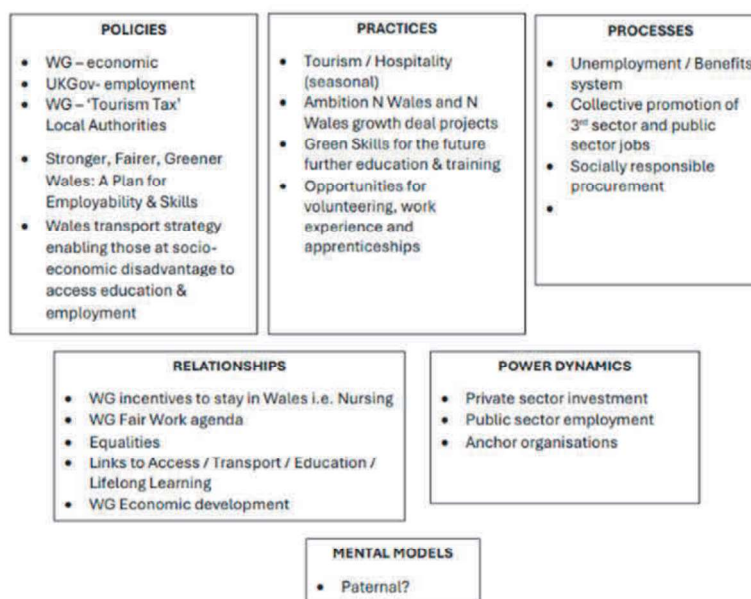 POLICIES
• WG – economic
• UKGov- employment
• WG – 'Tourism Tax'
Local Authorities
• Stronger, Fairer, Greener
Wales: A Plan for
Employability & Skills
• Wales transport strategy
enabling those at socio-
economic disadvantage to
access education &
employment
PRACTICES
• Tourism / Hospitality
(seasonal)
• Ambition N Wales and N
Wales growth deal projects
• Green Skills for the future
further education & training
• Opportunities for
volunteering, work
experience and
apprenticeships
PROCESSES
• Unemployment / Benefits
system
• Collective promotion of
3rd sector and public
sector jobs
• Socially responsible
procurement
•
RELATIONSHIPS
• WG incentives to stay in Wales i.e. Nursing
• WG Fair Work agenda
• Equalities
• Links to Access / Transport / Education /
Lifelong Learning
• WG Economic development
POWER DYNAMICS
• Private sector investment
• Public sector employment
• Anchor organisations
MENTAL MODELS
• Paternal?